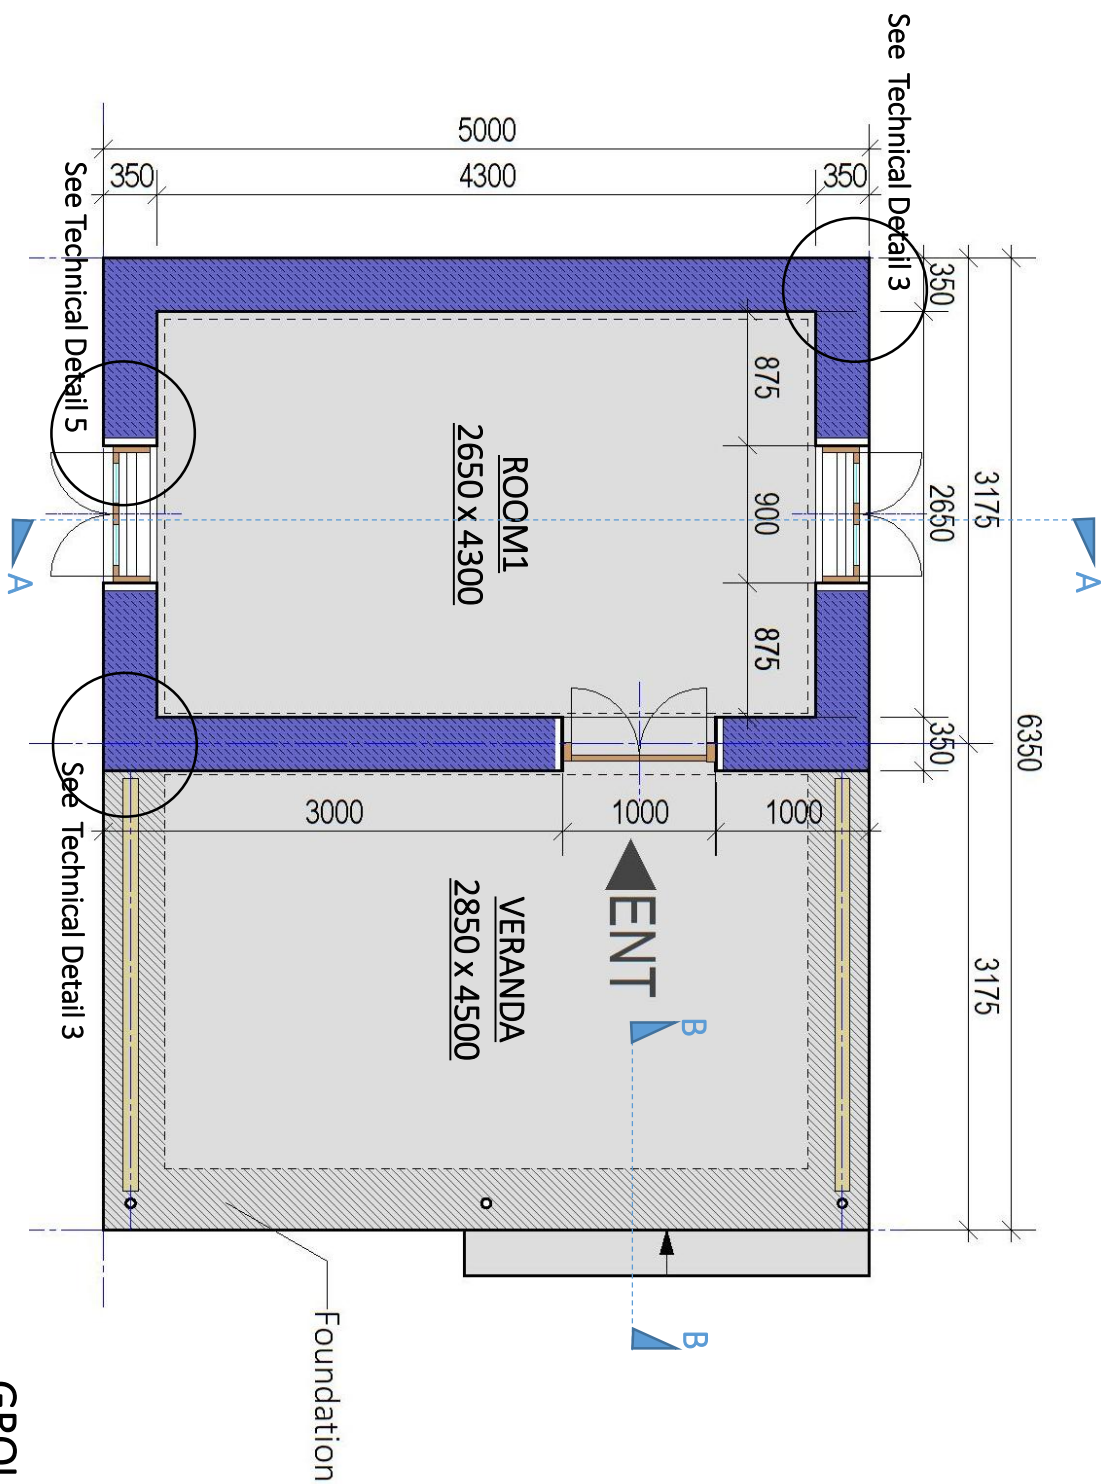 See Technical Detail 3
5000
350
4300
350
See Technical Detail 5
350
3175
2650
6350
350
3175
875
900
875
ROOM1
2650 x 4300
A
A
3000
1000
1000
ENT
VERANDA
2850 x 4500
B
B
See Technical Detail 3
Foundation